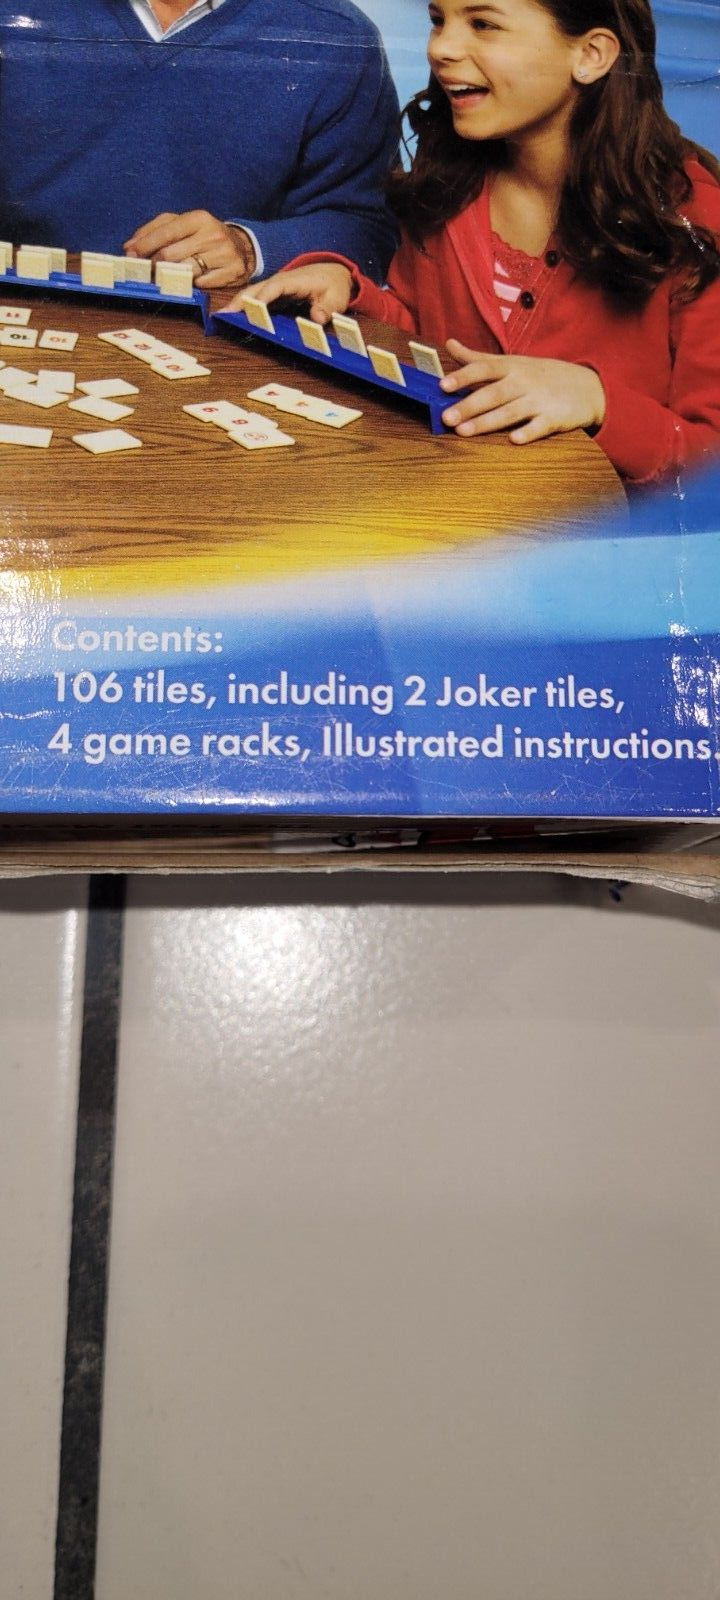 Contents:
106 tiles, including 2 Joker tiles,
4 game racks, Illustrated instructions.